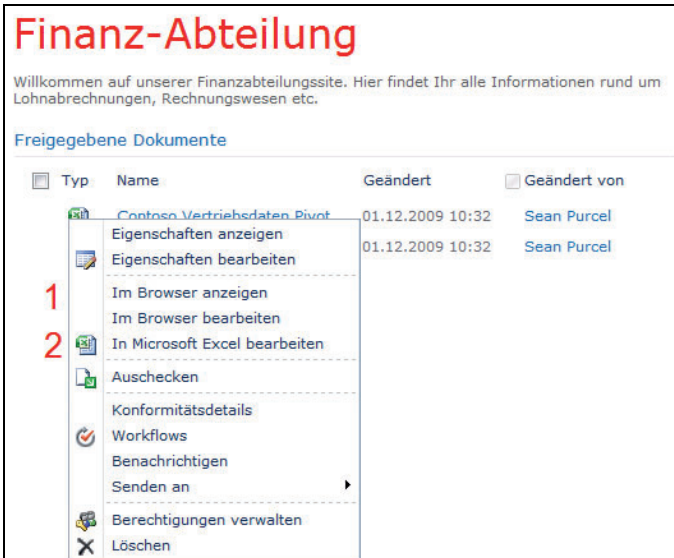 Finanz-Abteilung
Willkommen auf unserer Finanzabteilungssite. Hier findet Ihr alle Informationen rund um
Lohnabrechnungen, Rechnungswesen etc.
Freigegebene Dokumente
Typ Name Geändert Geändert von
Contoso Vertriebsdaten Pivot 01.12.2009 10:32 Sean Purcel
Eigenschaften anzeigen
01.12.2009 10:32 Sean Purcel
Eigenschaften bearbeiten
1 Im Browser anzeigen
Im Browser bearbeiten
2 In Microsoft Excel bearbeiten
Auschecken
Konformitätsdetails
Workflows
Benachrichtigen
Senden an
Berechtigungen verwalten
Löschen